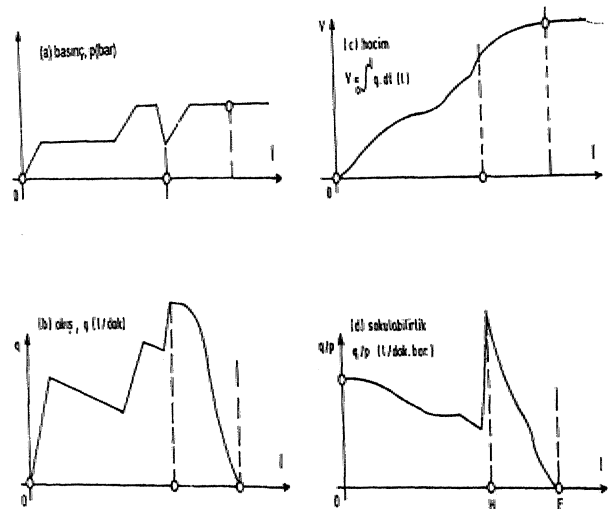 (a) basınç, p(bar)
0
V
(c) hacim
V = ∫ q.dt (l)
0
(b) akış, q (l/dak)
q
0
(d) sokulabilirlik
q/p
q/p (l/dak.bar)
0
M
F